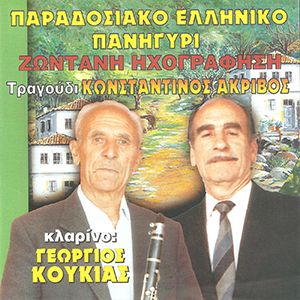 ΠΑΡΑΔΟΣΙΑΚΟ ΕΛΛΗΝΙΚΟ
ΠΑΝΗΓΥΡΙ
ΖΩΝΤΑΝΗ ΗΧΟΓΡΑΦΗΣΗ
Τραγούδι ΚΩΝΣΤΑΝΤΙΝΟΣ ΑΚΡΙΒΟΣ
κλαρίνο:
ΓΕΩΡΓΙΟΣ
ΚΟΥΚΙΑΣ